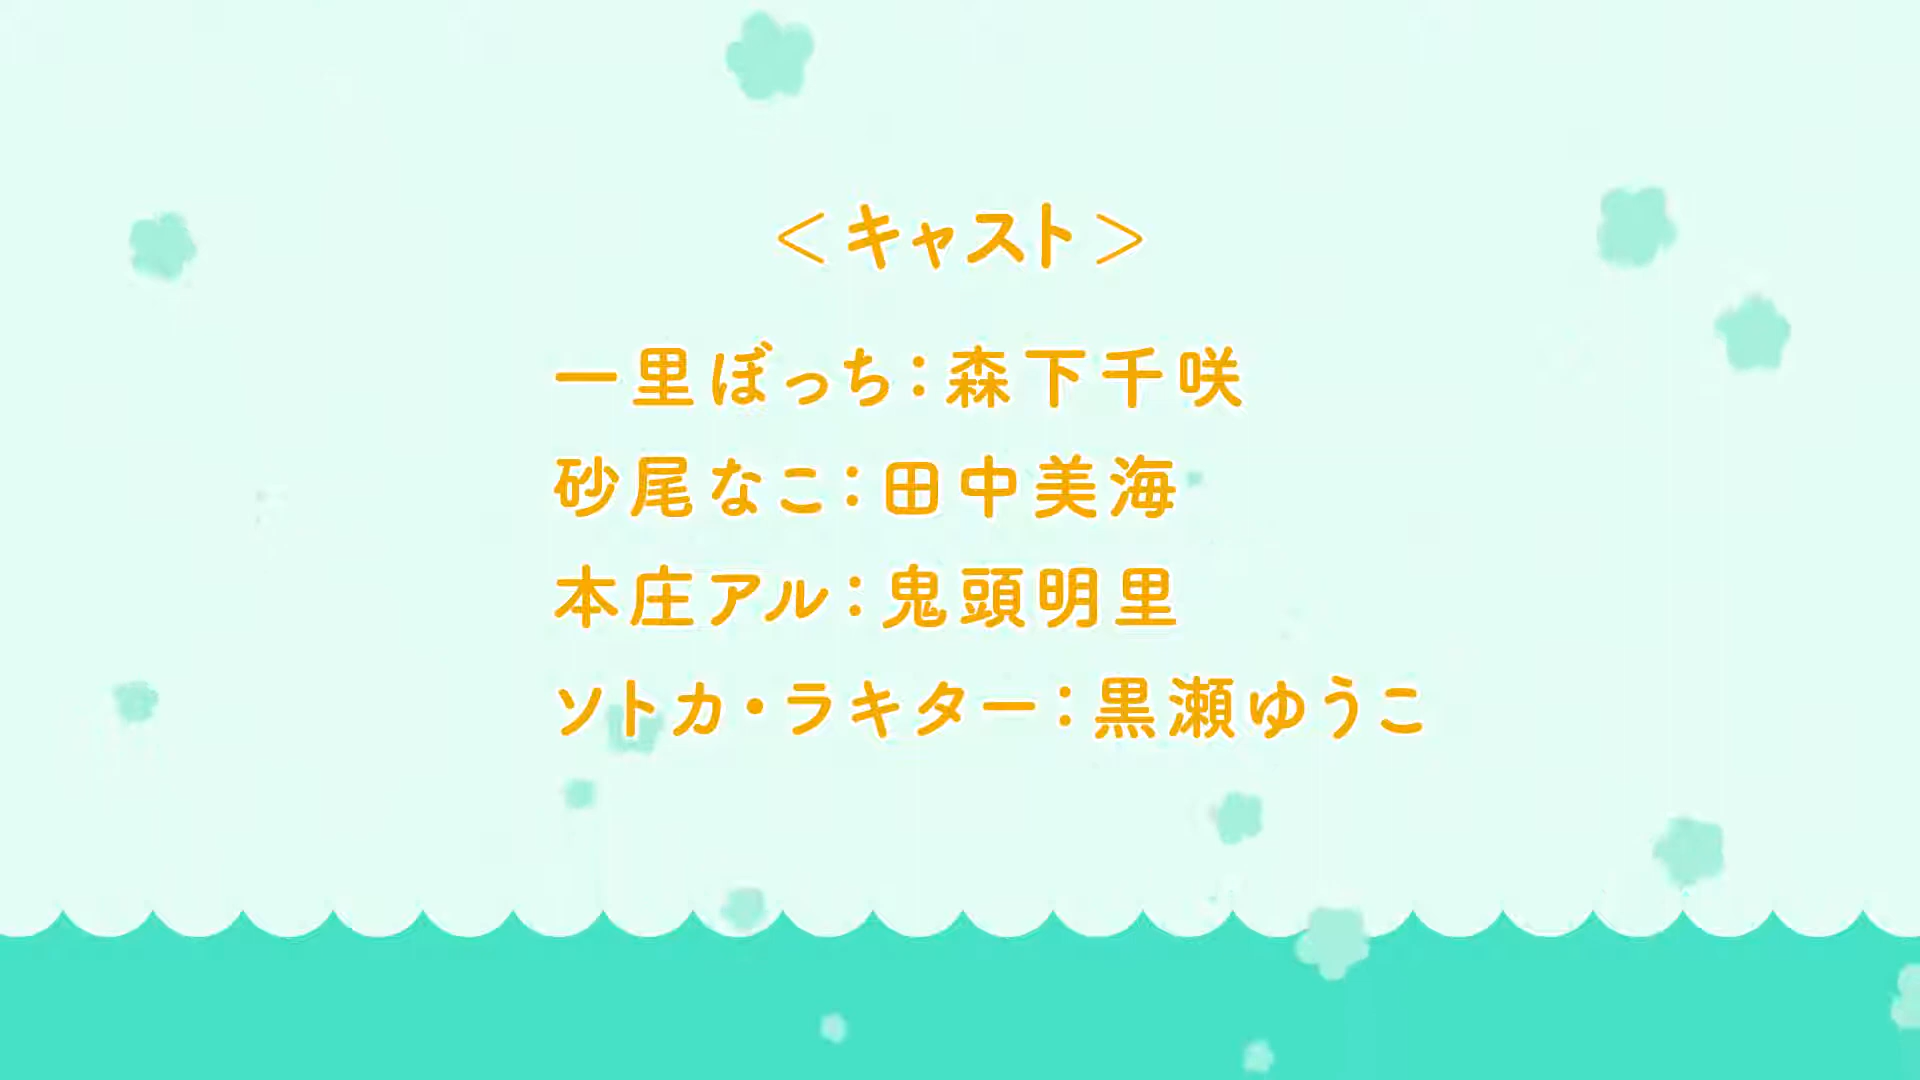 ＜キャスト＞
一里ぼっち：森下千咲
砂尾なこ：田中美海
本庄アル：鬼頭明里
ソトカ・ラキター：黒瀬ゆうこ